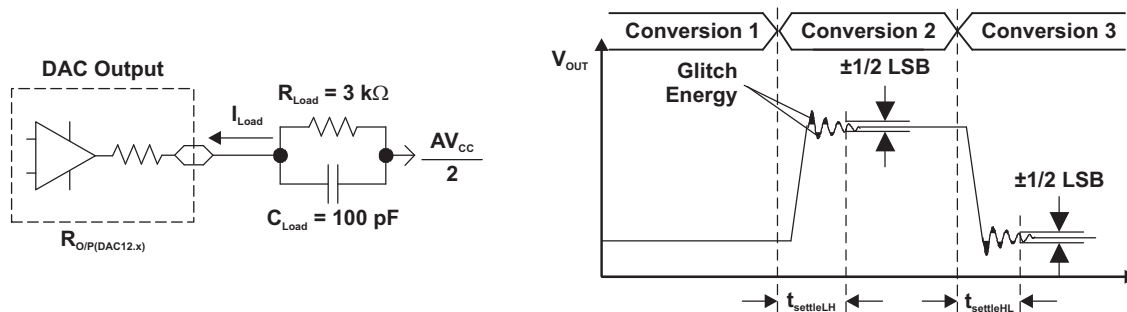 DAC Output
I_Load
R_Load = 3 kΩ
AV_CC
2
C_Load = 100 pF
R_O/P(DAC12.x)
Conversion 1
Conversion 2
Conversion 3
V_OUT
Glitch
Energy
±1/2 LSB
±1/2 LSB
t_settleLH
t_settleHL